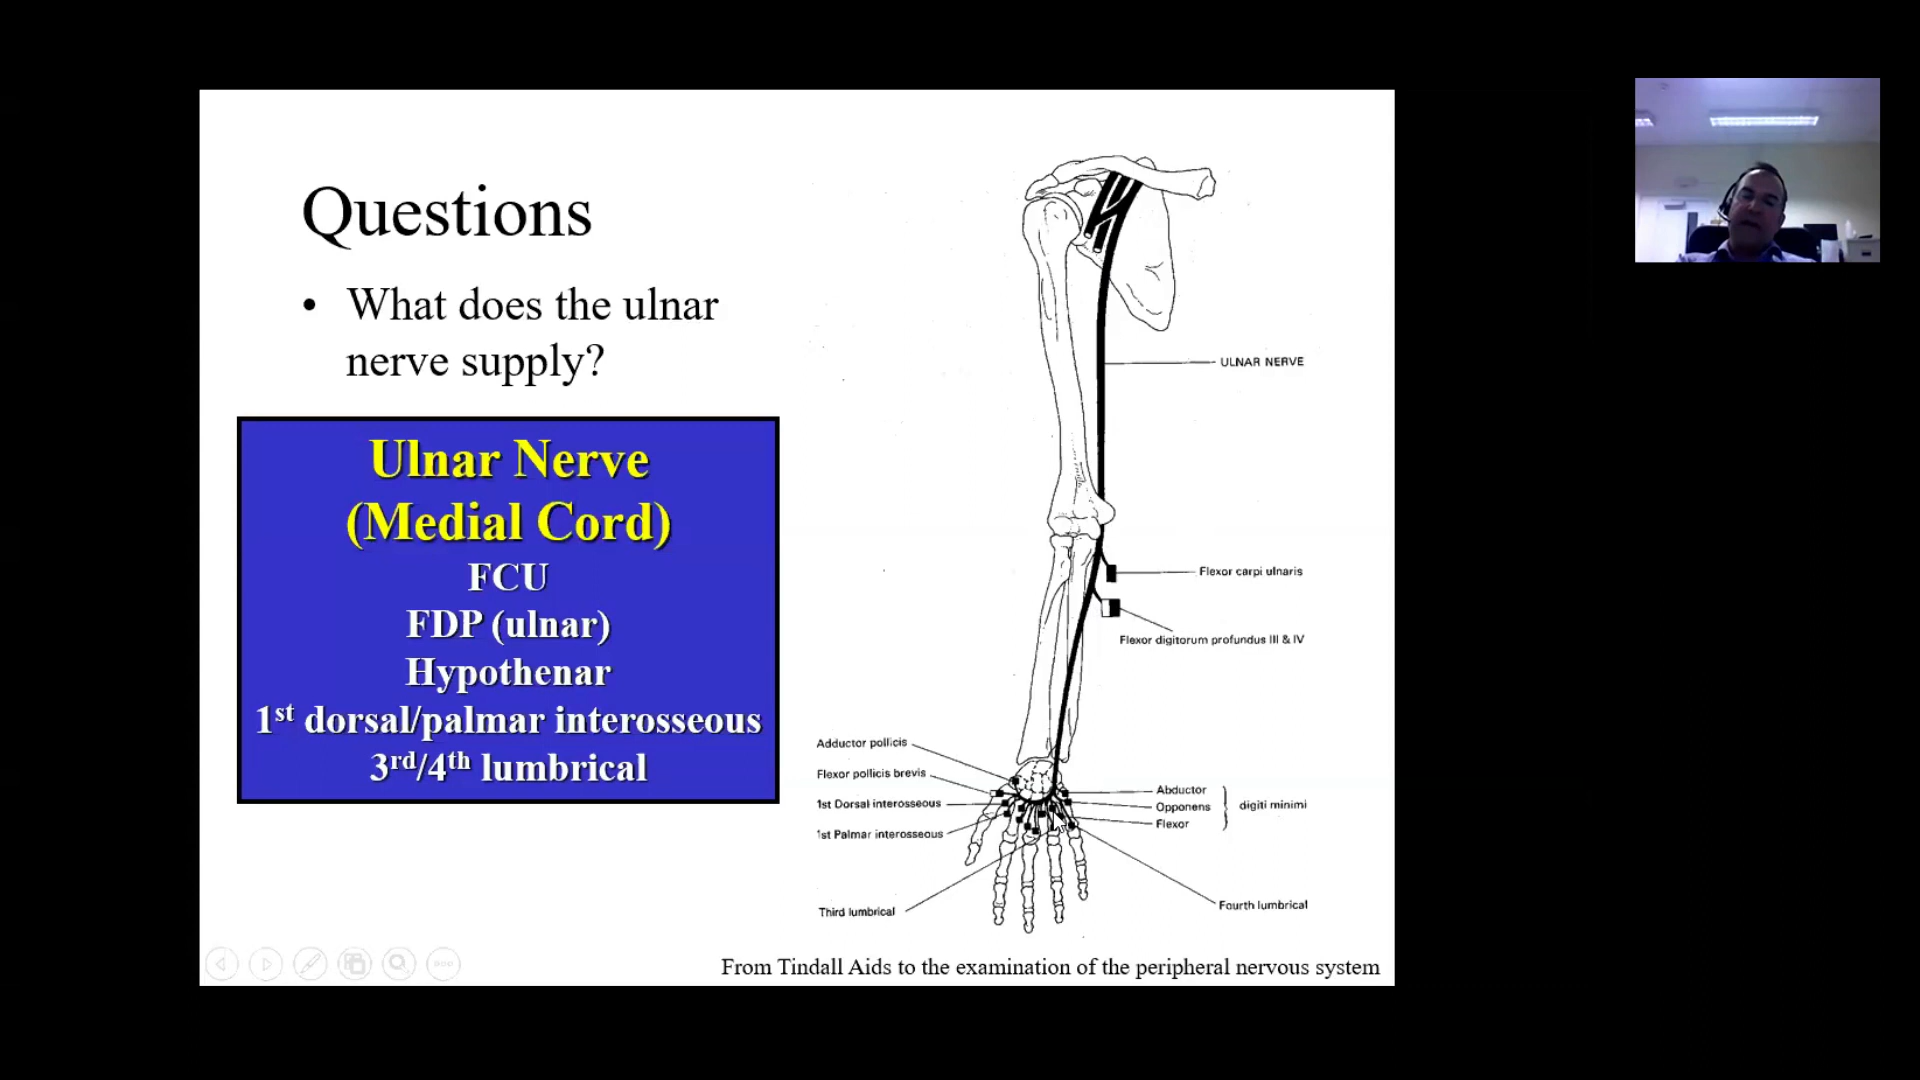 Questions
• What does the ulnar
nerve supply?
Ulnar Nerve
(Medial Cord)
FCU
FDP (ulnar)
Hypothenar
1st dorsal/palmar interosseous
3rd/4th lumbrical
ULNAR NERVE
Flexor carpi ulnaris
Flexor digitorum profundus III & IV
Adductor pollicis
Flexor pollicis brevis
1st Dorsal interosseous
1st Palmar interosseous
Abductor
Opponens
Flexor
digiti minimi
Third lumbrical
Fourth lumbrical
From Tindall Aids to the examination of the peripheral nervous system